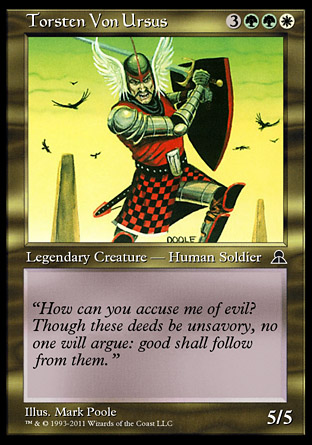 Torsten Von Ursus 3
POOLE
Legendary Creature — Human Soldier
“How can you accuse me of evil?
Though these deeds be unsavory, no
one will argue: good shall follow
from them.”
Illus. Mark Poole
™ & © 1993-2011 Wizards of the Coast LLC
5/5